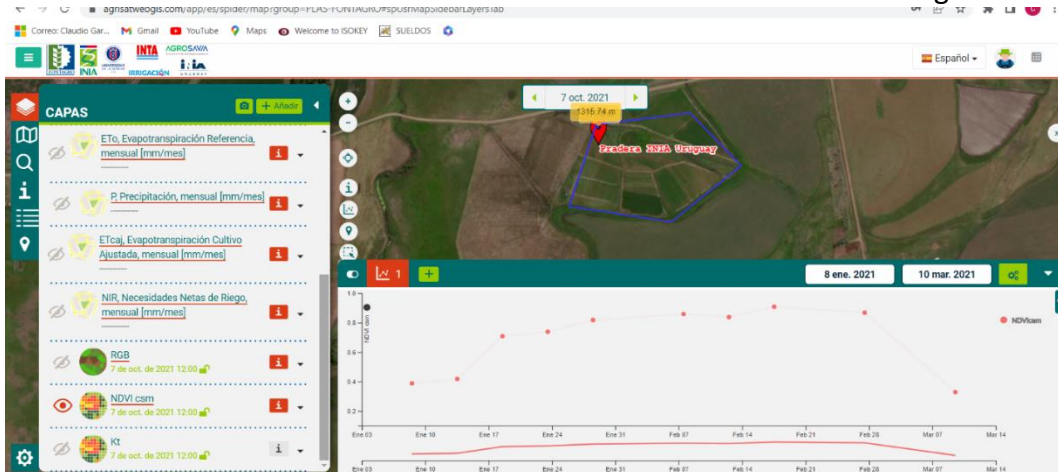 agrisatwebgis.com/app/es/spider/map?group=PLAS-FONTAGRO#spUshMapSidebarLayersTab
Correo: Claudio Gar...
Gmail
YouTube
Maps
Welcome to ISOKEY
SUELDOS
FONTAGRO
INIA
INTA
IRRIGACIÓN
AGROSAVIA
inia
URUGUAY
Español
CAPAS
+ Añadir
7 oct. 2021
1316.74 m
Pradera INIA Uruguay
ETo, Evapotranspiración Referencia,
mensual [mm/mes]
P, Precipitación, mensual [mm/mes]
ETcaj, Evapotranspiración Cultivo
Ajustada, mensual [mm/mes]
NIR, Necesidades Netas de Riego,
mensual [mm/mes]
RGB
7 de oct. de 2021 12:00
NDVI csm
7 de oct. de 2021 12:00
Kt
7 de oct. de 2021 12:00
1
+
8 ene. 2021
10 mar. 2021
1.0
0.8
0.6
0.4
0.2
NDVI csm
NDVIcsm
Ene 03 Ene 10 Ene 17 Ene 24 Ene 31 Feb 07 Feb 14 Feb 21 Feb 28 Mar 07 Mar 14
Ene 03 Ene 10 Ene 17 Ene 24 Ene 31 Feb 07 Feb 14 Feb 21 Feb 28 Mar 07 Mar 14